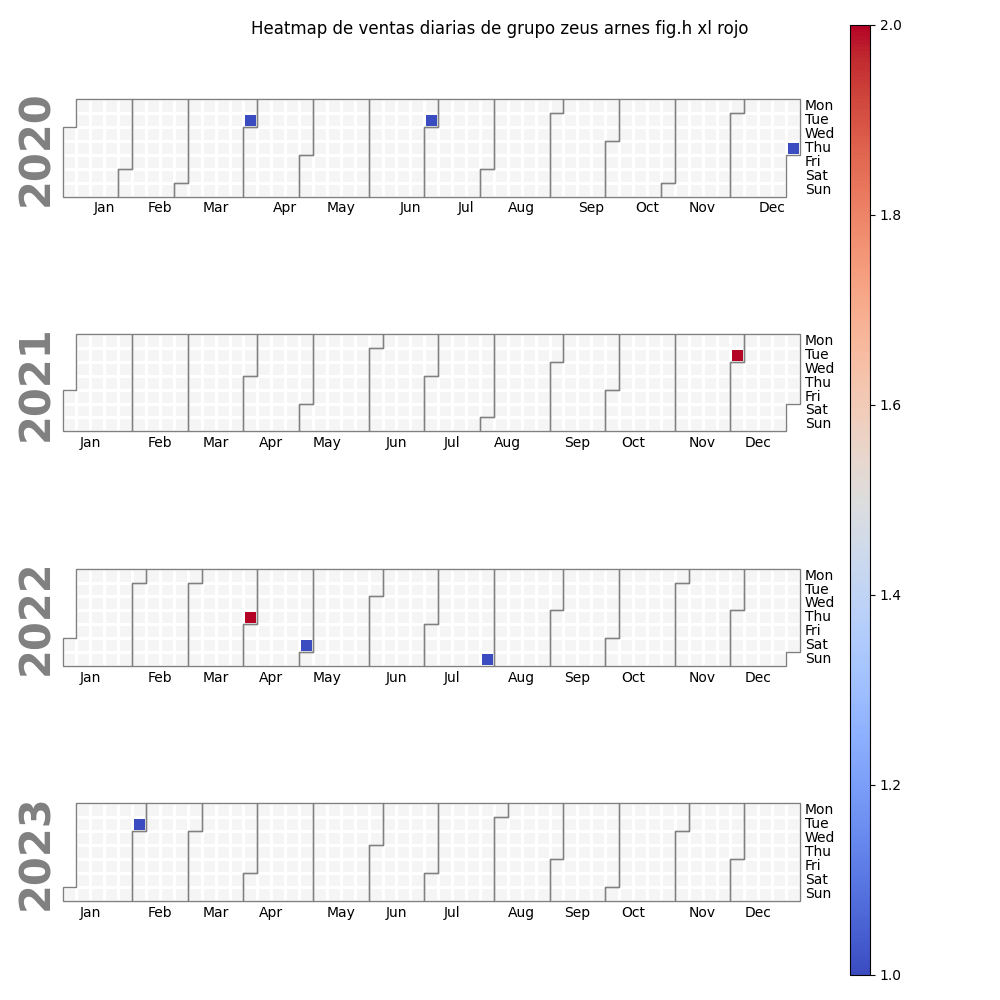 Heatmap de ventas diarias de grupo zeus arnes fig.h xl rojo
2020
Mon
Tue
Wed
Thu
Fri
Sat
Sun
Jan Feb Mar Apr May Jun Jul Aug Sep Oct Nov Dec
2021
Mon
Tue
Wed
Thu
Fri
Sat
Sun
Jan Feb Mar Apr May Jun Jul Aug Sep Oct Nov Dec
2022
Mon
Tue
Wed
Thu
Fri
Sat
Sun
Jan Feb Mar Apr May Jun Jul Aug Sep Oct Nov Dec
2023
Mon
Tue
Wed
Thu
Fri
Sat
Sun
Jan Feb Mar Apr May Jun Jul Aug Sep Oct Nov Dec
2.0
1.8
1.6
1.4
1.2
1.0